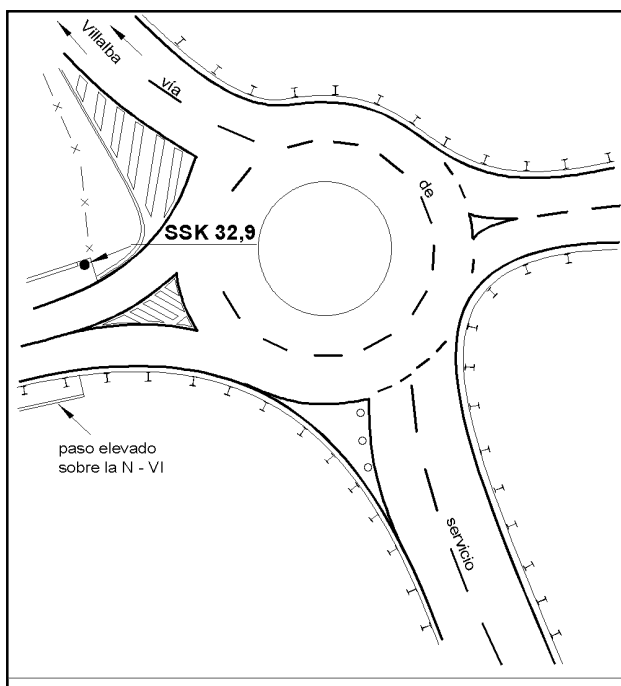 Villalba
vía
de
SSK 32,9
paso elevado
sobre la N - VI
servicio